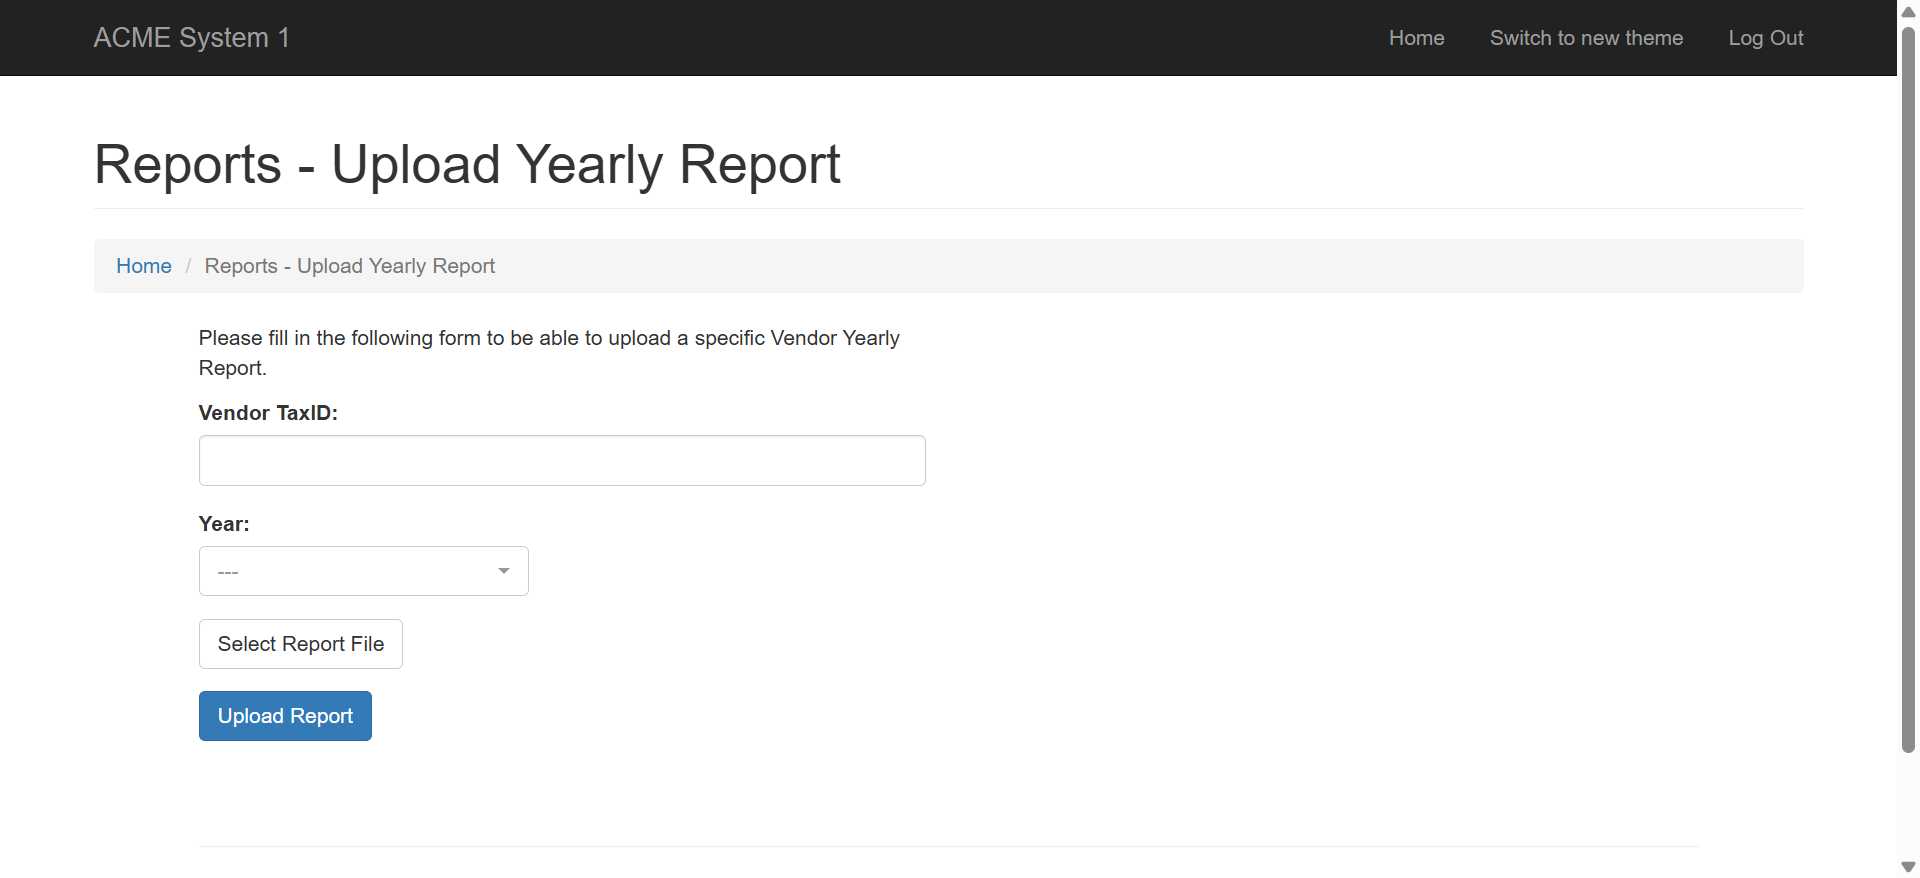 ACME System 1
Home
Switch to new theme
Log Out
Reports - Upload Yearly Report
Home / Reports - Upload Yearly Report
Please fill in the following form to be able to upload a specific Vendor Yearly
Report.
Vendor TaxID:
Year:
---
Select Report File
Upload Report